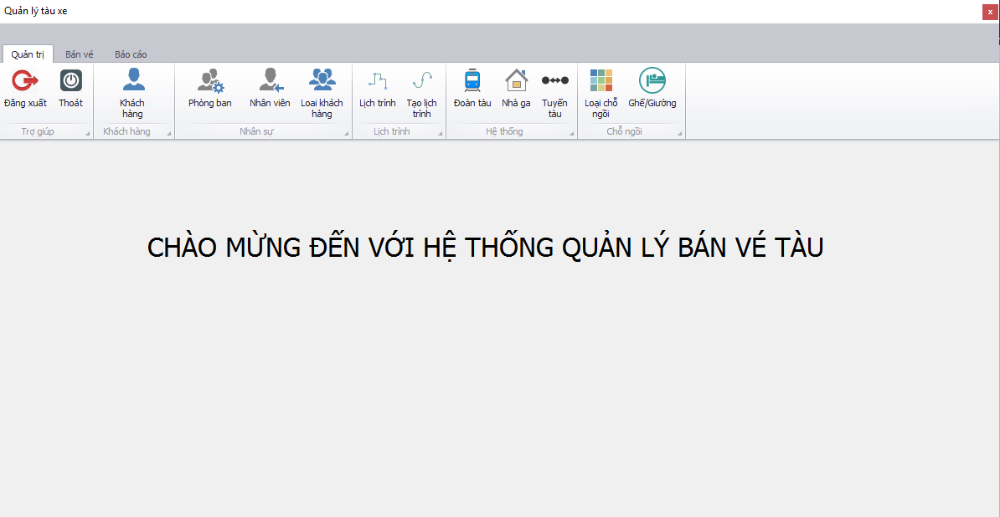 Quản lý tàu xe
x
Quản trị Bán vé Báo cáo
Đăng xuất Thoát Khách hàng Phòng ban Nhân viên Loai khách hàng Lịch trình Tạo lịch trình Đoàn tàu Nhà ga Tuyến tàu Loại chỗ ngồi Ghế/Giường
Trợ giúp Khách hàng Nhân sự Lịch trình Hệ thống Chỗ ngồi
CHÀO MỪNG ĐẾN VỚI HỆ THỐNG QUẢN LÝ BÁN VÉ TÀU